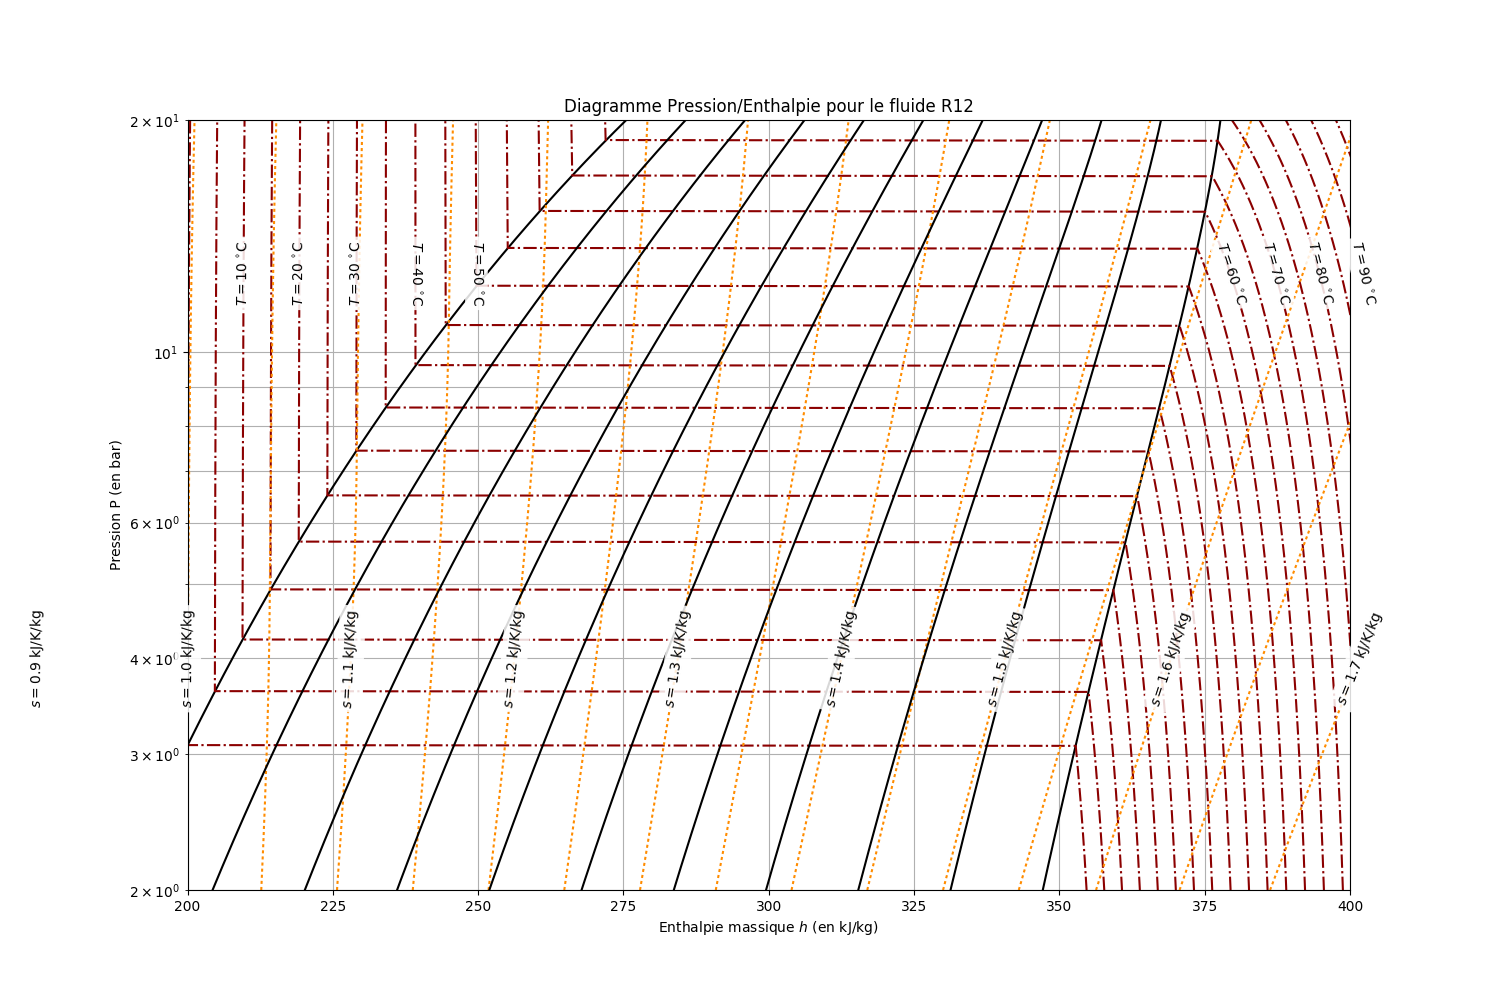 Diagramme Pression/Enthalpie pour le fluide R12
2 × 10¹
10¹
6 × 10⁰
4 × 10⁰
3 × 10⁰
2 × 10⁰
Pression P (en bar)
T = 10 °C
T = 20 °C
T = 30 °C
T = 40 °C
T = 50 °C
T = 60 °C
T = 70 °C
T = 80 °C
T = 90 °C
s = 0.9 kJ/K/kg
s = 1.0 kJ/K/kg
s = 1.1 kJ/K/kg
s = 1.2 kJ/K/kg
s = 1.3 kJ/K/kg
s = 1.4 kJ/K/kg
s = 1.5 kJ/K/kg
s = 1.6 kJ/K/kg
s = 1.7 kJ/K/kg
200 225 250 275 300 325 350 375 400
Enthalpie massique h (en kJ/kg)